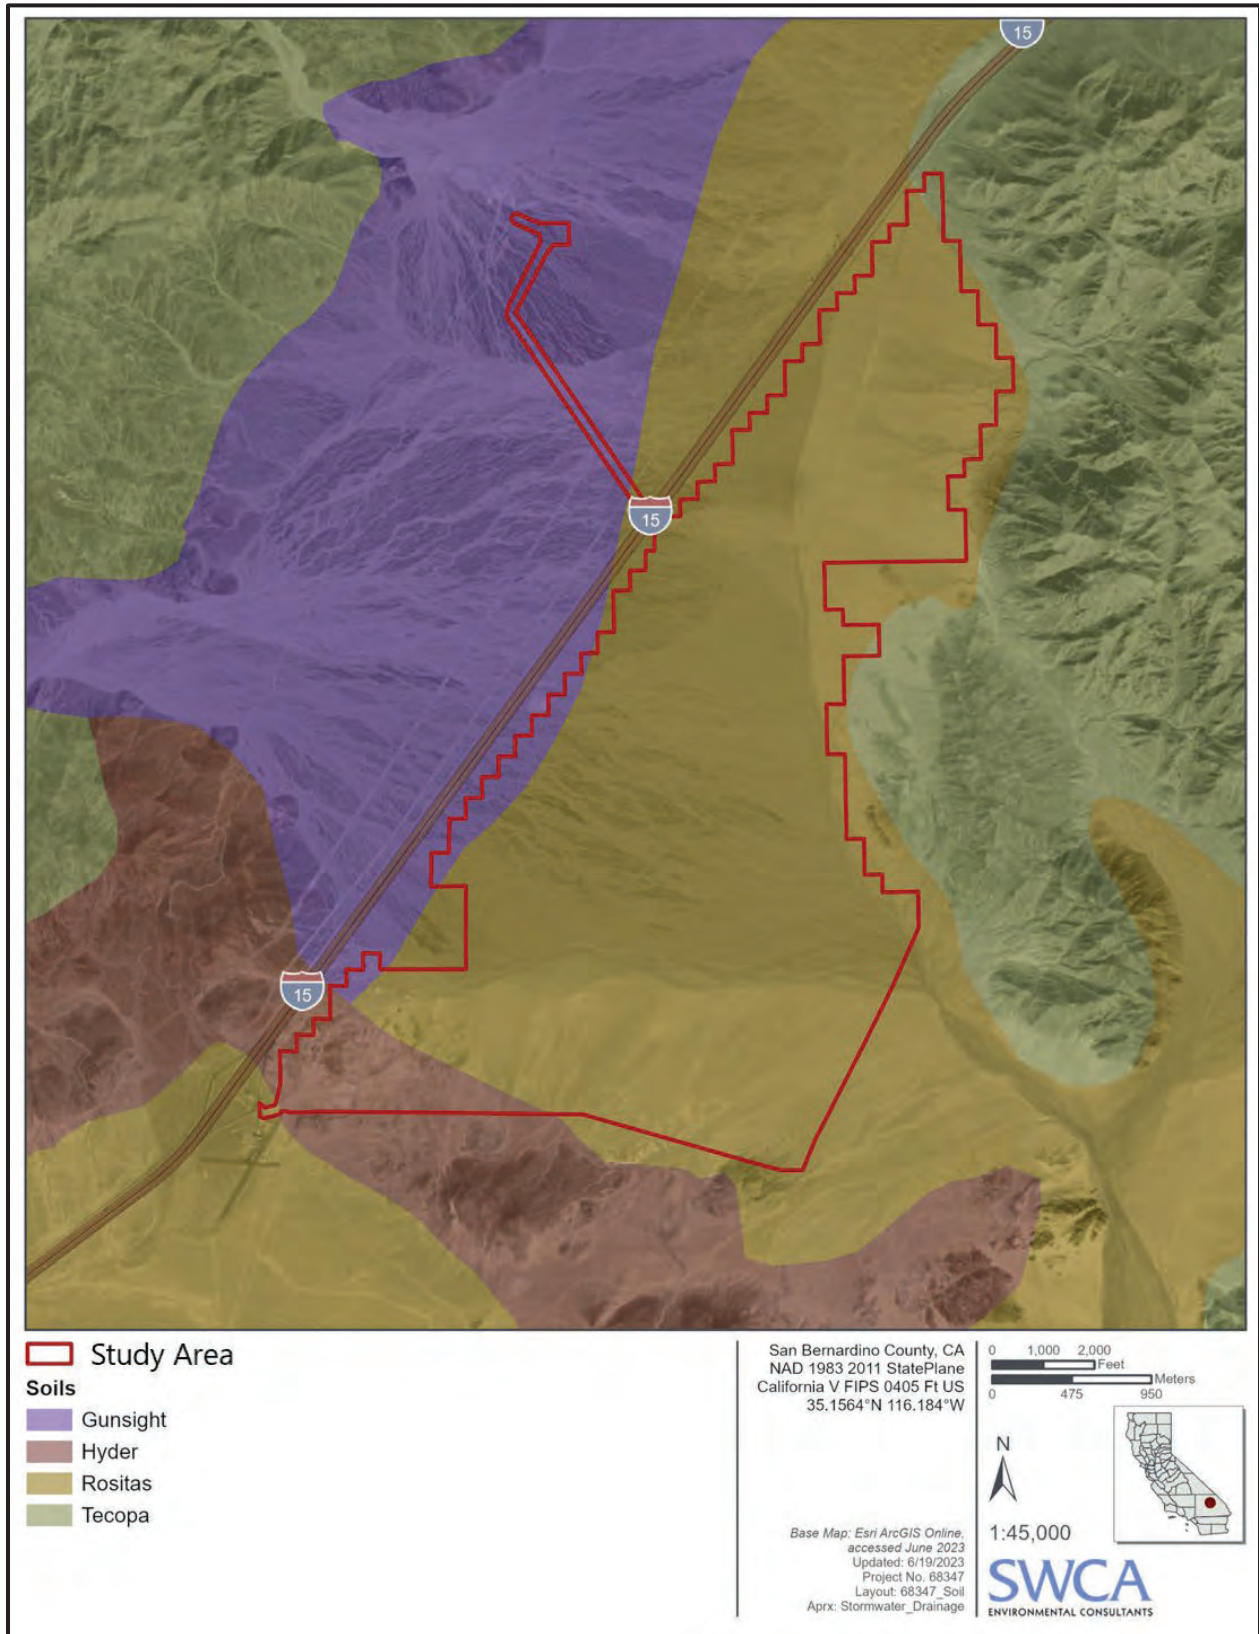 15
15
15
Study Area
Soils
Gunsight
Hyder
Rositas
Tecopa
San Bernardino County, CA
NAD 1983 2011 StatePlane
California V FIPS 0405 Ft US
35.1564°N 116.184°W
Base Map: Esri ArcGIS Online,
accessed June 2023
Updated: 6/19/2023
Project No. 68347
Layout: 68347_Soil
Aprx: Stormwater_Drainage
0 1,000 2,000
Feet
Meters
0 475 950
N
1:45,000
SWCA
ENVIRONMENTAL CONSULTANTS